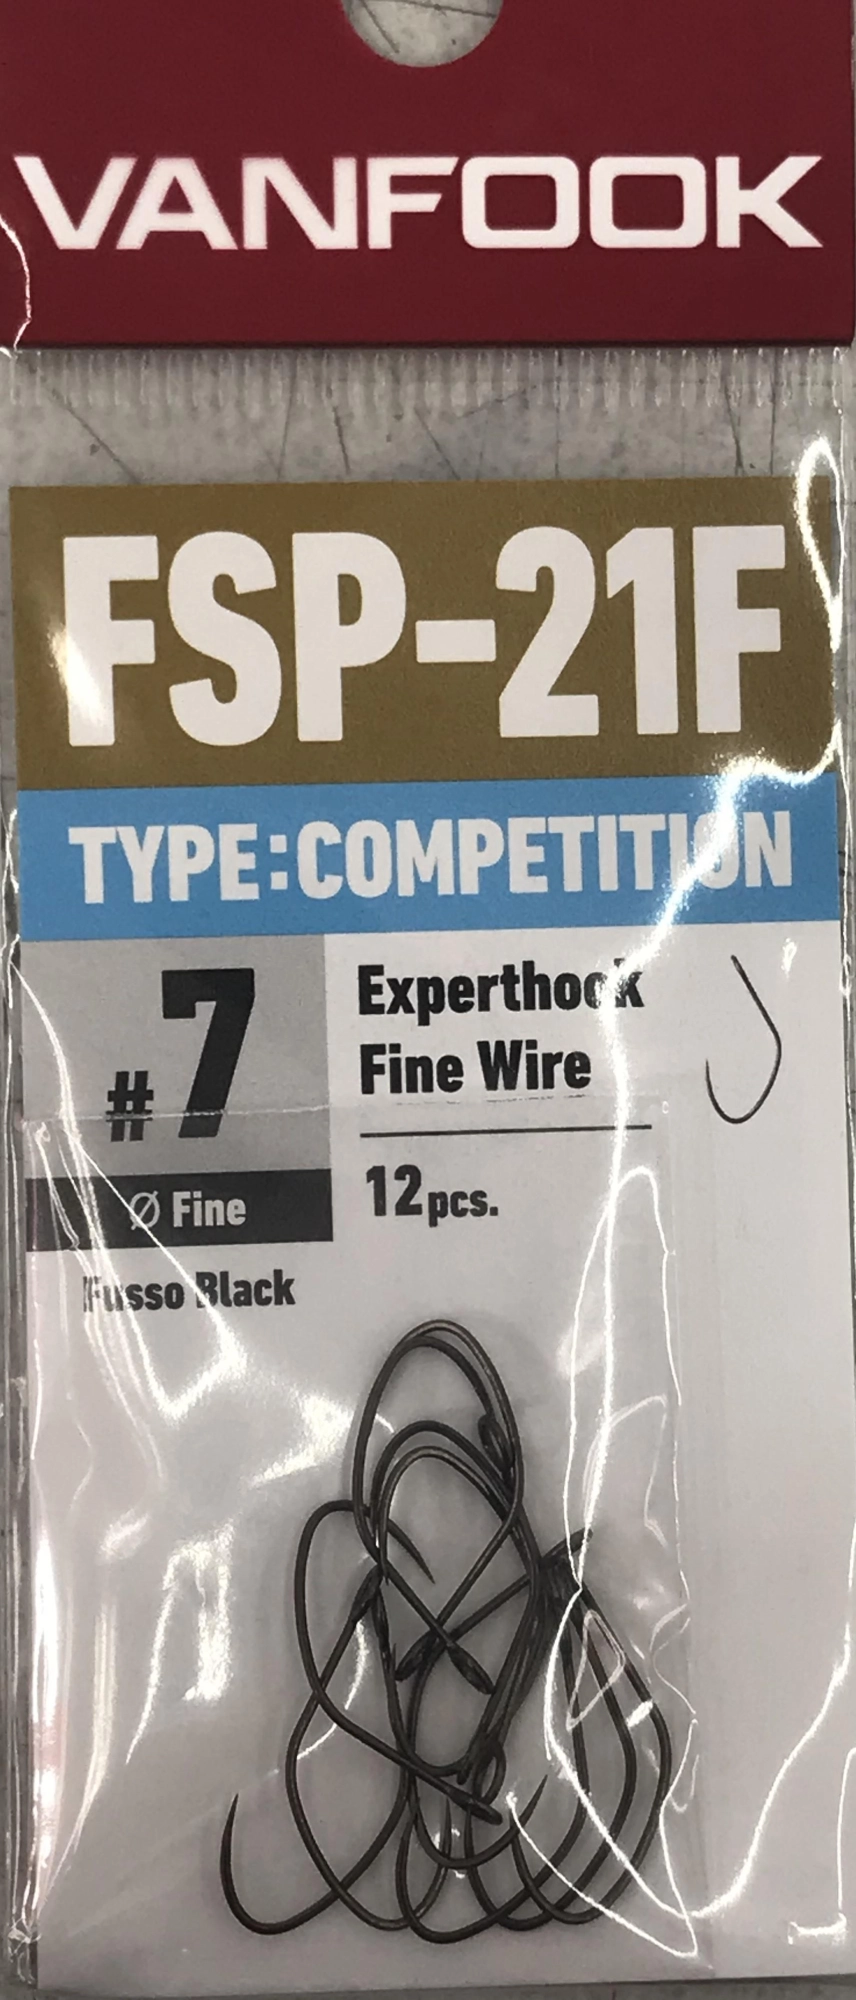 VANFOOK
FSP-21F
TYPE:COMPETITION
#7
Experthook
Fine Wire
Ø Fine
12pcs.
Fusso Black